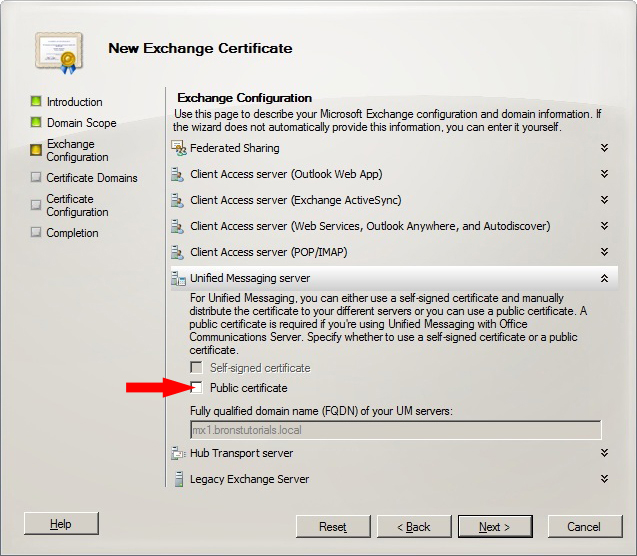 New Exchange Certificate
Introduction
Domain Scope
Exchange
Configuration
Certificate Domains
Certificate
Configuration
Completion
Exchange Configuration
Use this page to describe your Microsoft Exchange configuration and domain information. If
the wizard does not automatically provide this information, you can enter it yourself.
Federated Sharing
Client Access server (Outlook Web App)
Client Access server (Exchange ActiveSync)
Client Access server (Web Services, Outlook Anywhere, and Autodiscover)
Client Access server (POP/IMAP)
Unified Messaging server
For Unified Messaging, you can either use a self-signed certificate and manually
distribute the certificate to your different servers or you can use a public certificate. A
public certificate is required if you're using Unified Messaging with Office
Communications Server. Specify whether to use a self-signed certificate or a public
certificate.
Self-signed certificate
Public certificate
Fully qualified domain name (FQDN) of your UM servers:
mx1.bronstutorials.local
Hub Transport server
Legacy Exchange Server
Help
Reset
< Back
Next >
Cancel